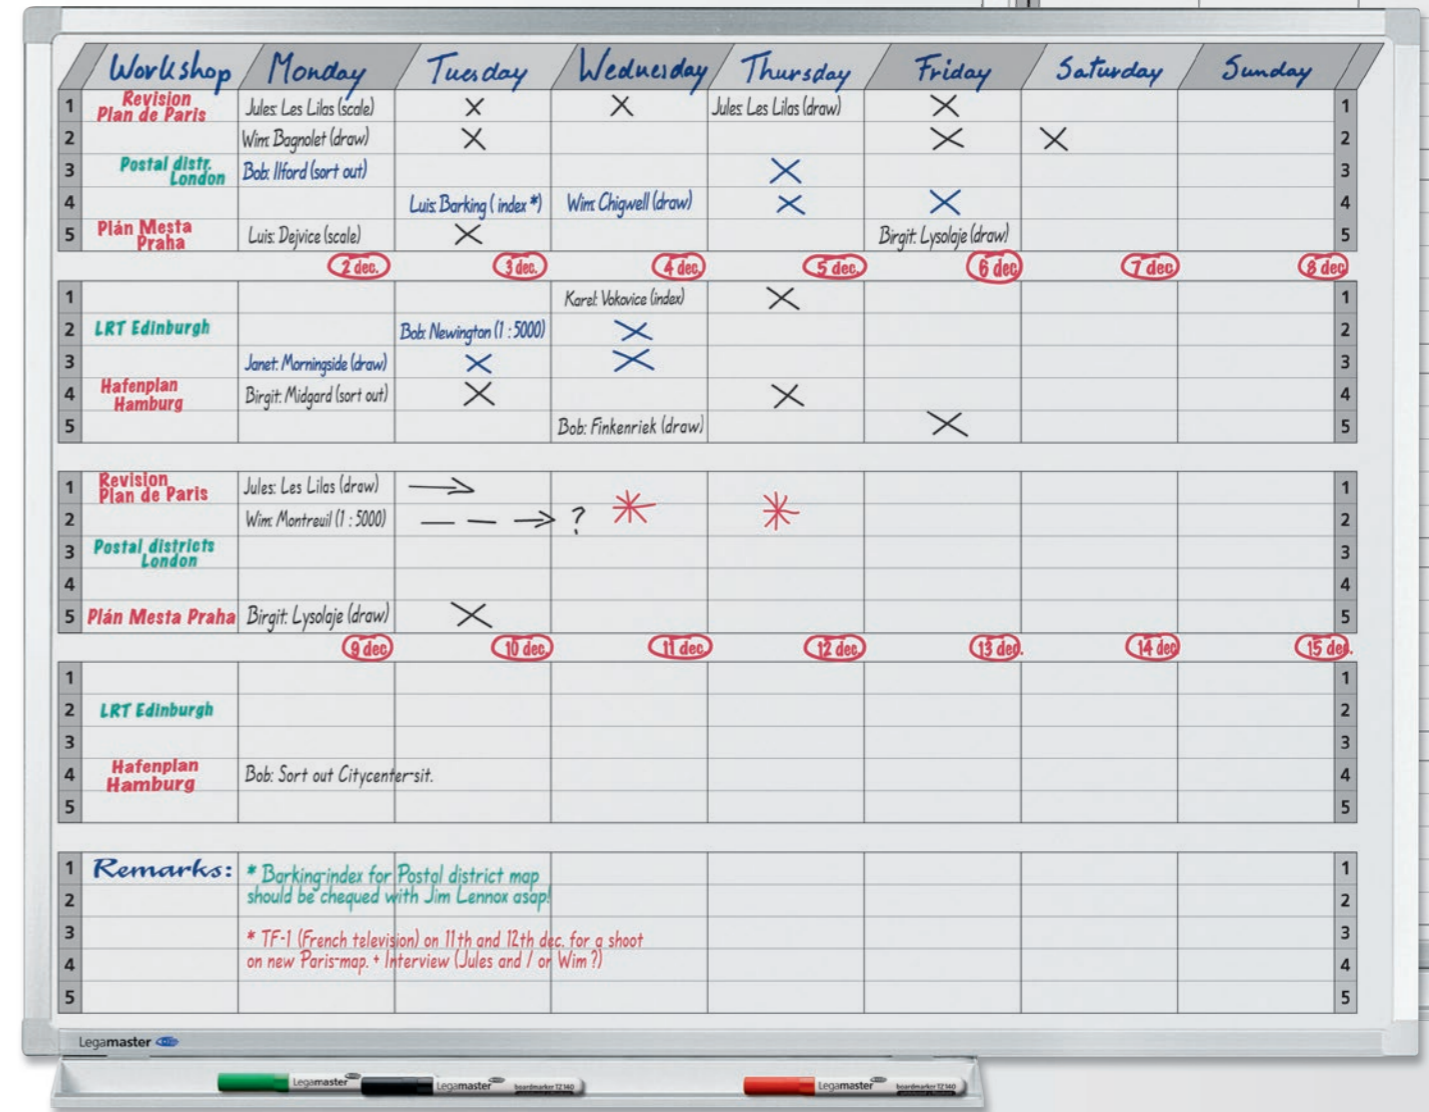 Workshop Monday Tuesday Wednesday Thursday Friday Saturday Sunday
1 Revision Plan de Paris Jules: Les Lilas (scale) X X Jules: Les Lilas (draw) X 1
2 Wim: Bagnolet (draw) X X X 2
3 Postal distr. London Bob: Ilford (sort out) X 3
4 Luis: Barking ( index *) Wim: Chigwell (draw) X X 4
5 Plán Mesta Praha Luis: Dejvice (scale) X Birgit: Lysolaje (draw) 5
2 dec. 3 dec. 4 dec. 5 dec. 6 dec 7 dec 8 dec
1 Karel: Vokovice (index) X 1
2 LRT Edinburgh Bob: Newington (1 : 5000) X 2
3 Janet: Morningside (draw) X X 3
4 Hafenplan Hamburg Birgit: Midgard (sort out) X X 4
5 Bob: Finkenriek (draw) X 5
1 Revision Plan de Paris Jules: Les Lilas (draw) → 1
2 Wim: Montreuil (1 : 5000) — — → ? * * 2
3 Postal districts London 3
4 4
5 Plán Mesta Praha Birgit: Lysolaje (draw) X 5
9 dec 10 dec. 11 dec. 12 dec. 13 dec. 14 dec 15 dec.
1 1
2 LRT Edinburgh 2
3 3
4 Hafenplan Hamburg Bob: Sort out Citycenter-sit. 4
5 5
1 Remarks: * Barking-index for Postal district map 1
2 should be chequed with Jim Lennox asap! 2
3 * TF-1 (French television) on 11th and 12th dec. for a shoot 3
4 on new Paris-map. + Interview (Jules and / or Wim ?) 4
5 5
Legamaster
Legamaster Legamaster boardmarker TZ 140 Legamaster boardmarker TZ 140